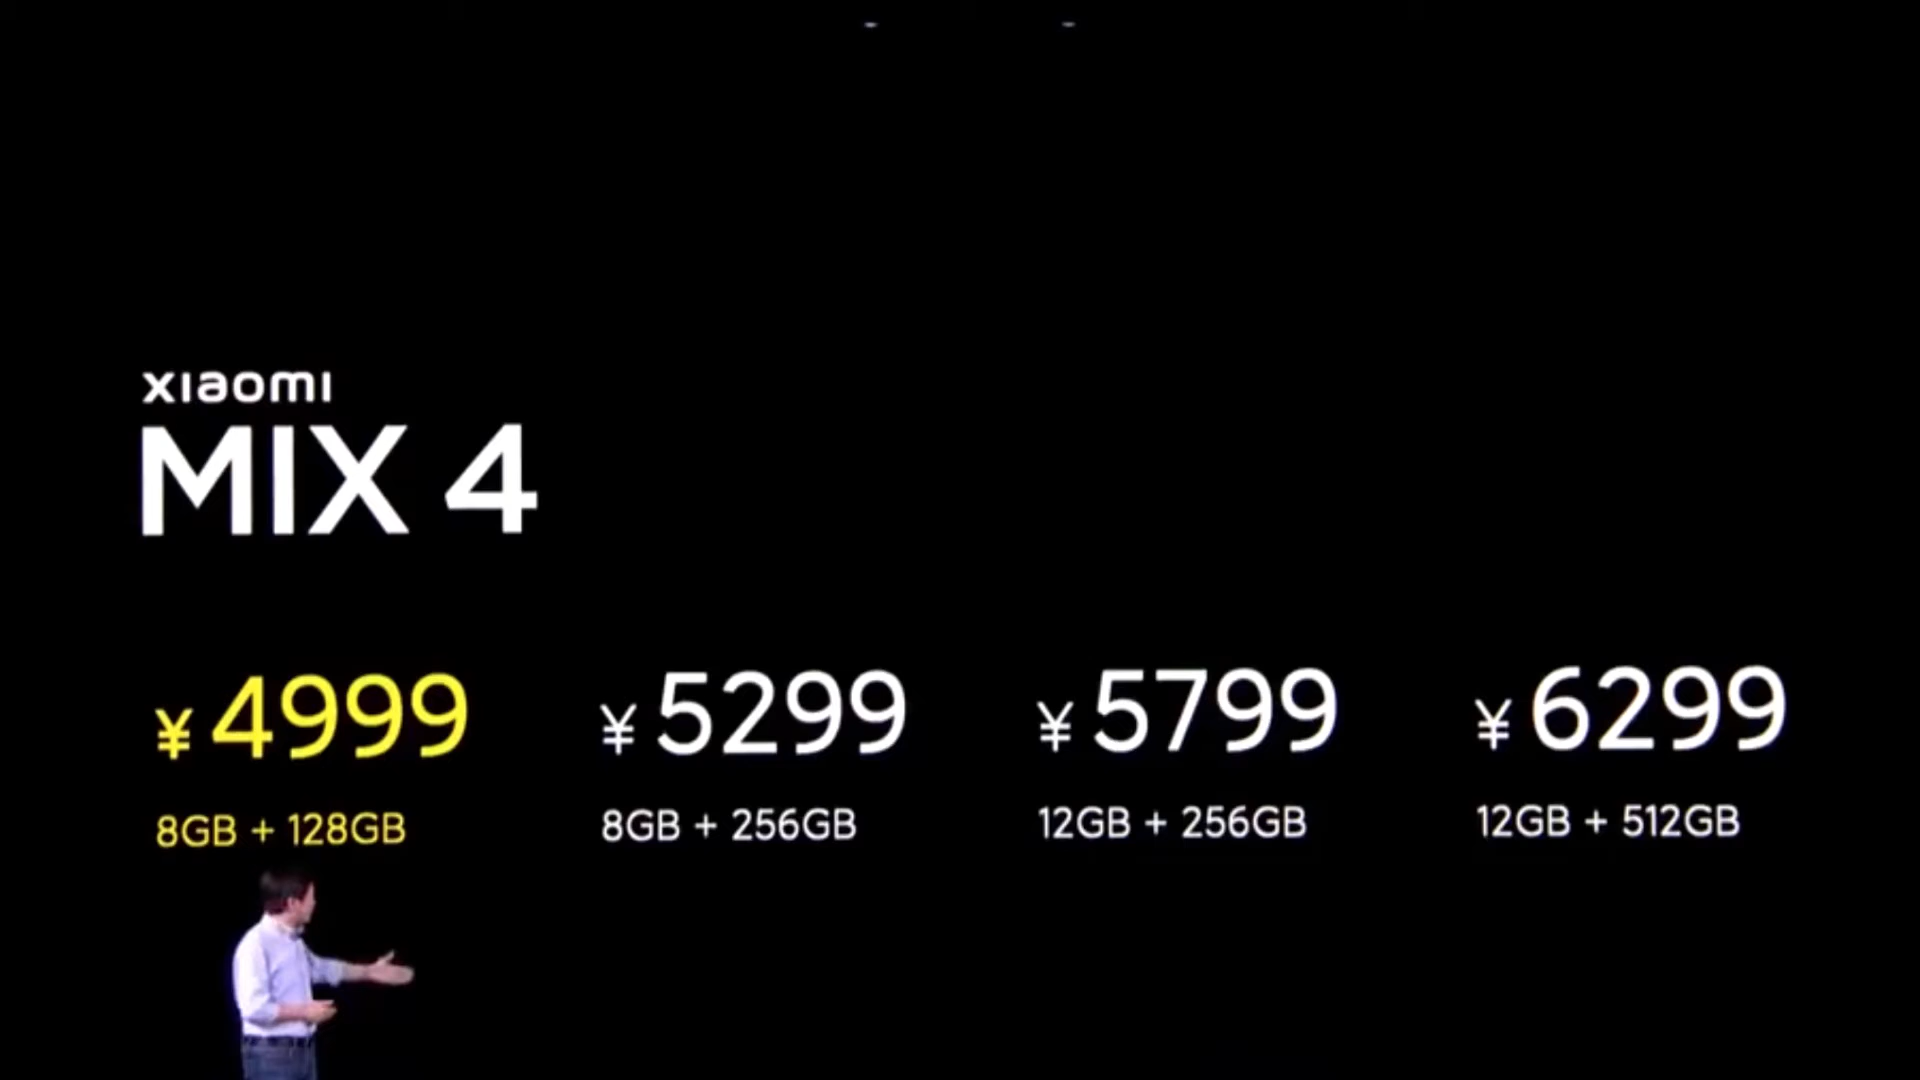 xiaomi
MIX 4
¥ 4999
8GB + 128GB
¥ 5299
8GB + 256GB
¥ 5799
12GB + 256GB
¥ 6299
12GB + 512GB